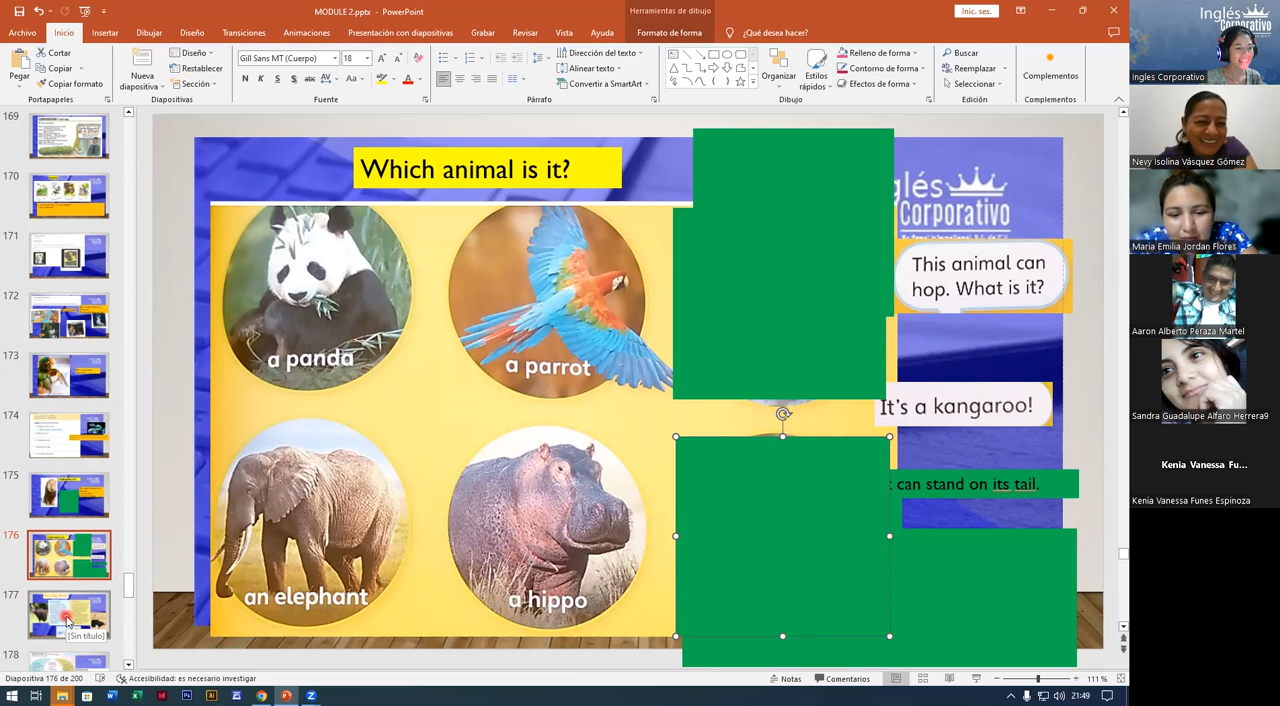 MODULE 2.pptx - PowerPoint
Herramientas de dibujo
Inic. ses.
Archivo Inicio Insertar Dibujar Diseño Transiciones Animaciones Presentación con diapositivas Grabar Revisar Vista Ayuda Formato de forma ¿Qué desea hacer?
Pegar
Cortar
Copiar
Copiar formato
Portapapeles
Nueva
diapositiva
Diseño
Restablecer
Sección
Diapositivas
Gill Sans MT (Cuerpo) 18
N K S S abc AV Aa
Fuente
Dirección del texto
Alinear texto
Convertir a SmartArt
Párrafo
Organizar
Estilos
rápidos
Relleno de forma
Contorno de forma
Efectos de forma
Dibujo
Buscar
Reemplazar
Seleccionar
Edición
Complementos
Complementos
169
170
171
172
173
174
175
176
177
[Sin título]
178
Which animal is it?
glés
Corporativo
a panda
a parrot
This animal can
hop. What is it?
It's a kangaroo!
an elephant
a hippo
can stand on its tail.
Diapositiva 176 de 200
Accesibilidad: es necesario investigar
Notas
Comentarios
111 %
21:49
Inglés
Corporativo
Ingles Corporativo
Nevy Isolina Vásquez Gómez
Maria Emilia Jordan Flores
Aaron Alberto Peraza Martel
Sandra Guadalupe Alfaro Herrera9
Kenia Vanessa Fu...
Kenia Vanessa Funes Espinoza